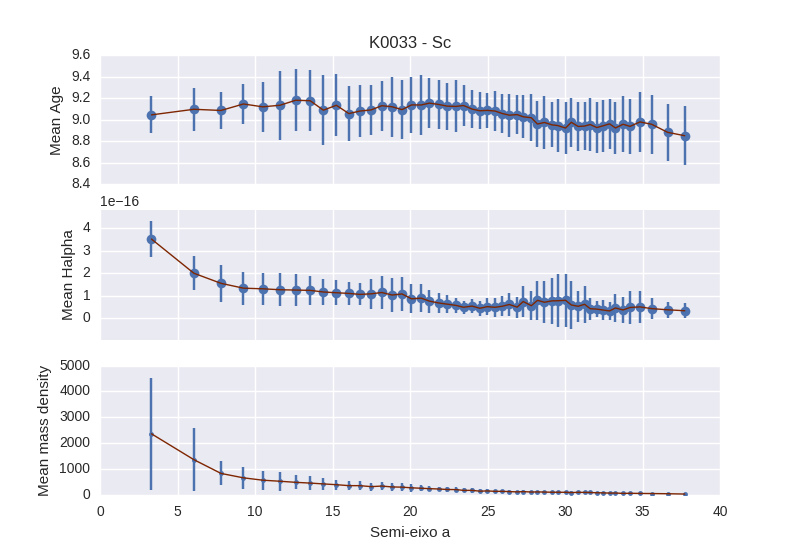 K0033 - Sc
9.6
9.4
9.2
9.0
8.8
8.6
8.4
Mean Age
1e−16
4
3
2
1
0
Mean Halpha
5000
4000
3000
2000
1000
0
Mean mass density
0 5 10 15 20 25 30 35 40
Semi-eixo a